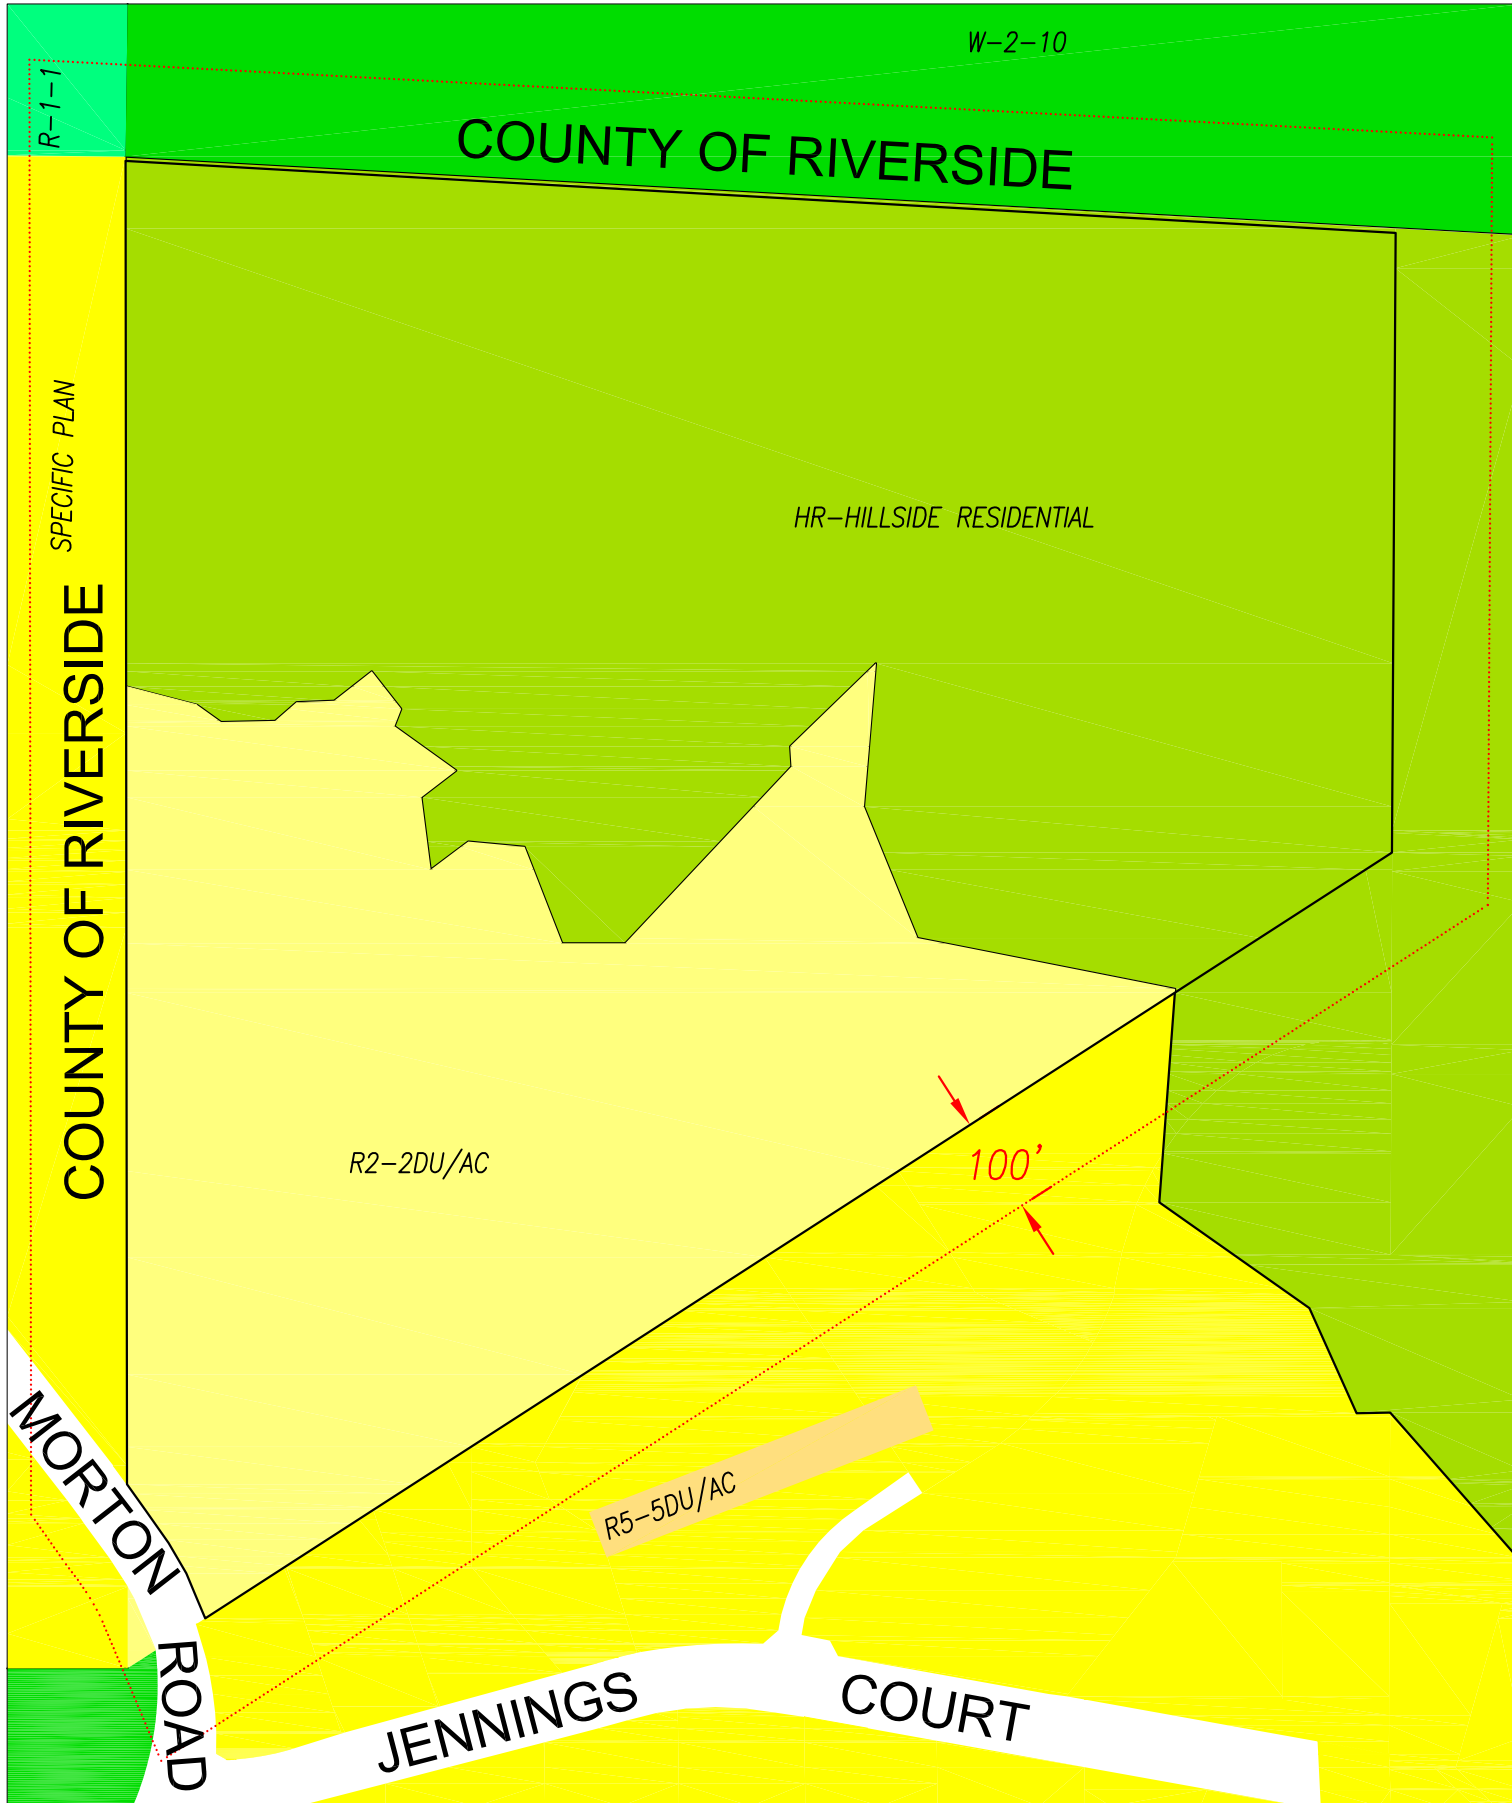 W-2-10
R-1-1
COUNTY OF RIVERSIDE
SPECIFIC PLAN
HR-HILLSIDE RESIDENTIAL
COUNTY OF RIVERSIDE
R2-2DU/AC
100'
R5-5DU/AC
MORTON ROAD
JENNINGS COURT